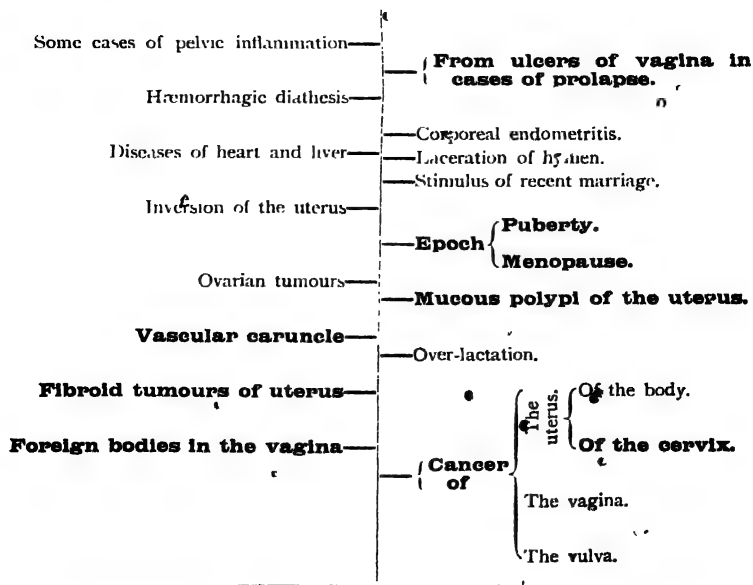 Some cases of pelvic inflammation
From ulcers of vagina in
cases of prolapse.
Hæmorrhagic diathesis
Corporeal endometritis.
Diseases of heart and liver
Laceration of hymen.
Stimulus of recent marriage.
Inversion of the uterus
Puberty.
Epoch
Menopause.
Ovarian tumours
Mucous polypi of the uterus.
Vascular caruncle
Over-lactation.
Fibroid tumours of uterus
The
uterus.
Of the body.
Foreign bodies in the vagina
Of the cervix.
Cancer
of
The vagina.
The vulva.